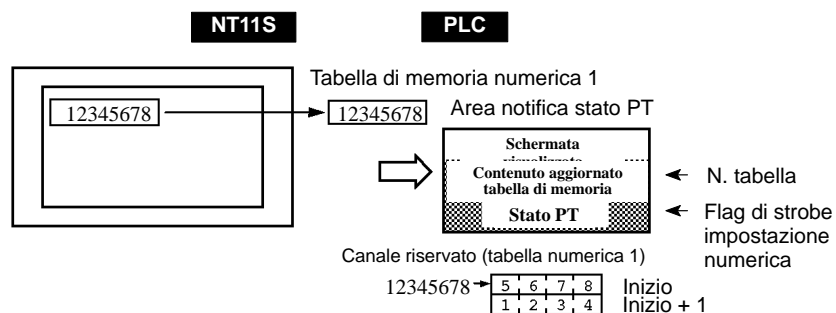 NT11S PLC
Tabella di memoria numerica 1
12345678 12345678 Area notifica stato PT
Schermata
visualizzata
Contenuto aggiornato
tabella di memoria
N. tabella
Stato PT
Flag di strobe
impostazione
numerica
Canale riservato (tabella numerica 1)
12345678 5 6 7 8 Inizio
1 2 3 4 Inizio + 1